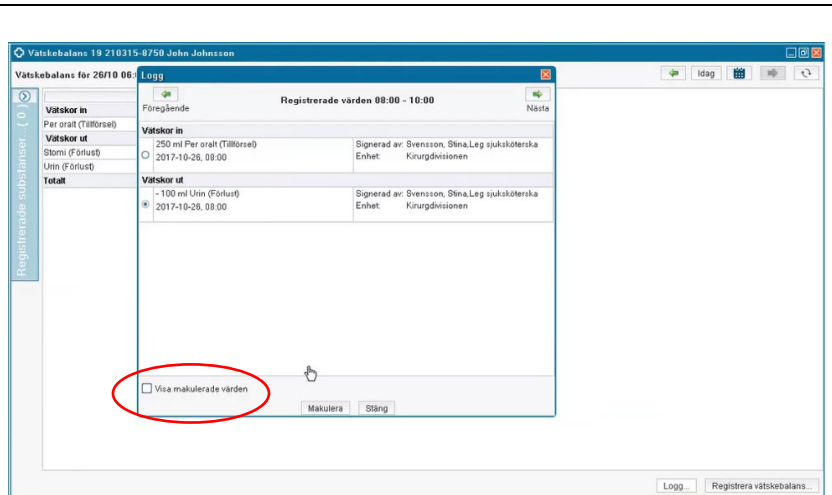 Vätskebalans 19 210315-8750 John Johnsson
Vätskebalans för 26/10 06:
Idag
Logg
Föregående
Registrerade värden 08:00 - 10:00
Nästa
Registrerade substanser... ( 0 )
Vätskor in
Per oralt (Tillförsel)
Vätskor ut
Stomi (Förlust)
Urin (Förlust)
Totalt
Vätskor in
250 ml Per oralt (Tillförsel)
2017-10-26, 08:00
Signerad av: Svensson, Stina,Leg sjuksköterska
Enhet: Kirurgdivisionen
Vätskor ut
- 100 ml Urin (Förlust)
2017-10-26, 08:00
Signerad av: Svensson, Stina,Leg sjuksköterska
Enhet: Kirurgdivisionen
Visa makulerade värden
Makulera Stäng
Logg... Registrera vätskebalans...